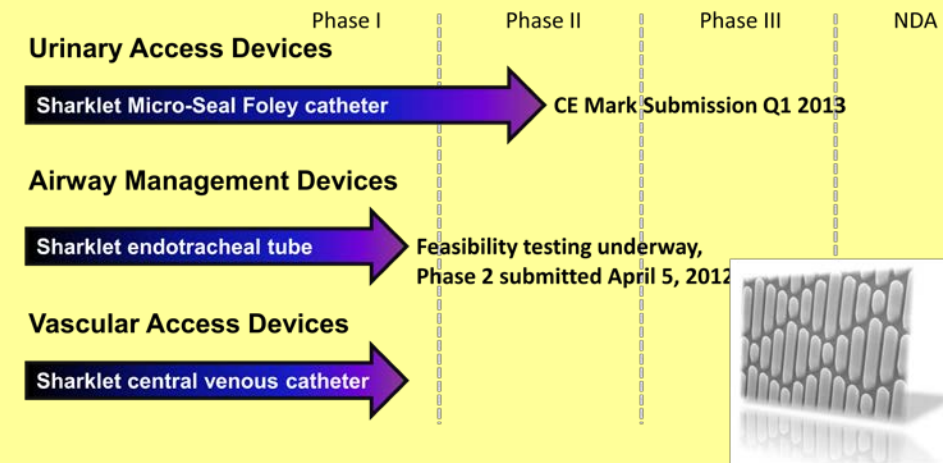 Phase I Phase II Phase III NDA
Urinary Access Devices
Sharklet Micro-Seal Foley catheter CE Mark Submission Q1 2013
Airway Management Devices
Sharklet endotracheal tube Feasibility testing underway,
Phase 2 submitted April 5, 2012
Vascular Access Devices
Sharklet central venous catheter